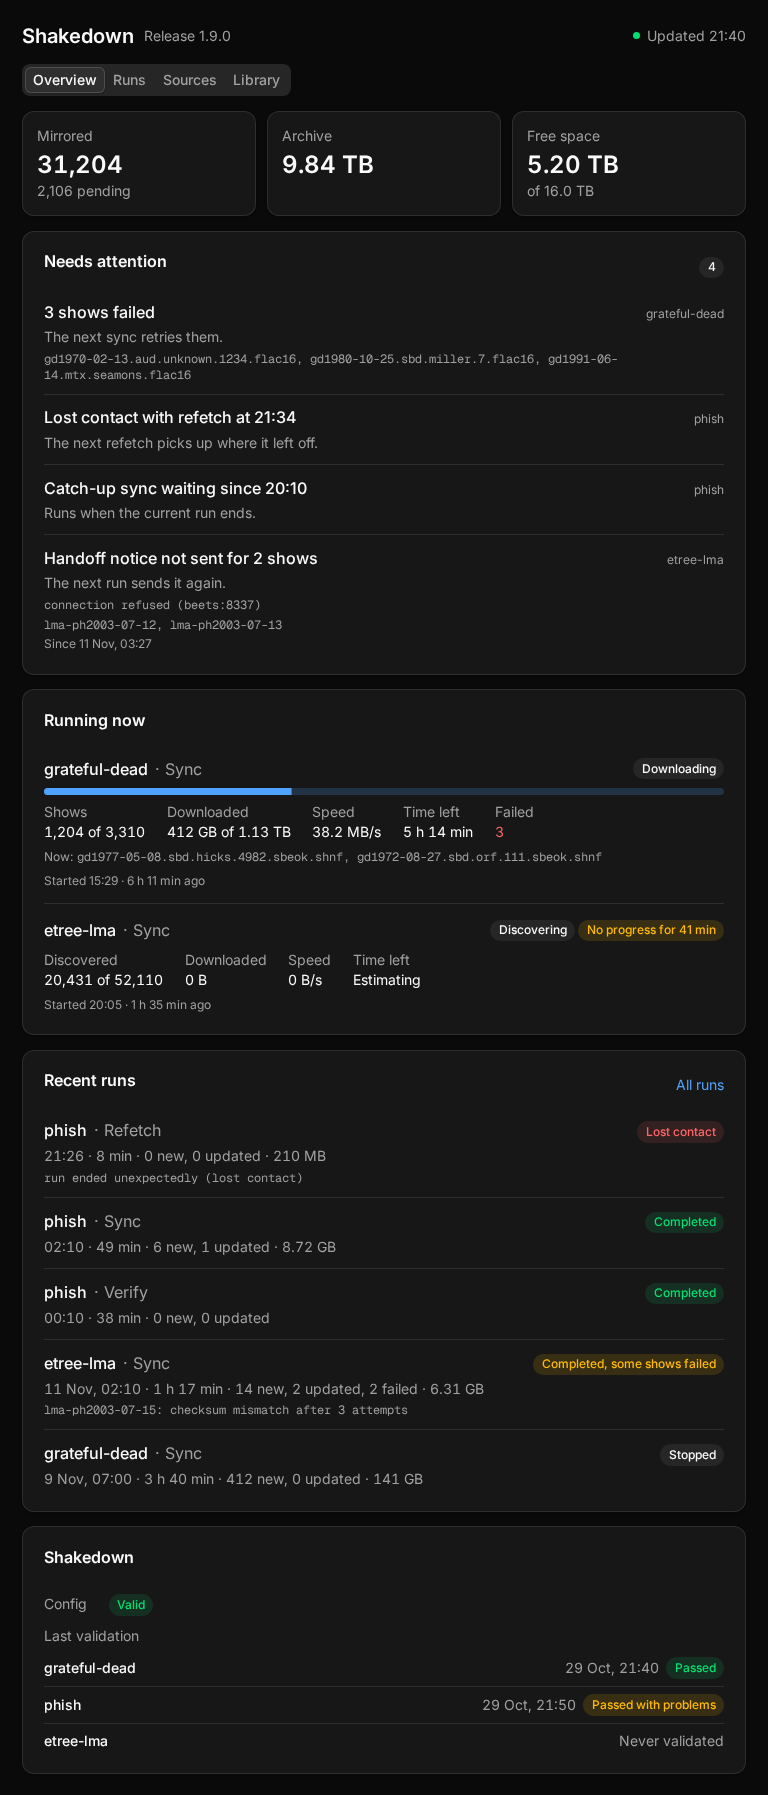 Shakedown Release 1.9.0 Updated 21:40
Overview Runs Sources Library
Mirrored
31,204
2,106 pending
Archive
9.84 TB
Free space
5.20 TB
of 16.0 TB
Needs attention 4
3 shows failed grateful-dead
The next sync retries them.
gd1970-02-13.aud.unknown.1234.flac16, gd1980-10-25.sbd.miller.7.flac16, gd1991-06-
14.mtx.seamons.flac16
Lost contact with refetch at 21:34 phish
The next refetch picks up where it left off.
Catch-up sync waiting since 20:10 phish
Runs when the current run ends.
Handoff notice not sent for 2 shows etree-lma
The next run sends it again.
connection refused (beets:8337)
lma-ph2003-07-12, lma-ph2003-07-13
Since 11 Nov, 03:27
Running now
grateful-dead · Sync Downloading
Shows Downloaded Speed Time left Failed
1,204 of 3,310 412 GB of 1.13 TB 38.2 MB/s 5 h 14 min 3
Now: gd1977-05-08.sbd.hicks.4982.sbeok.shnf, gd1972-08-27.sbd.orf.111.sbeok.shnf
Started 15:29 · 6 h 11 min ago
etree-lma · Sync Discovering No progress for 41 min
Discovered Downloaded Speed Time left
20,431 of 52,110 0 B 0 B/s Estimating
Started 20:05 · 1 h 35 min ago
Recent runs All runs
phish · Refetch Lost contact
21:26 · 8 min · 0 new, 0 updated · 210 MB
run ended unexpectedly (lost contact)
phish · Sync Completed
02:10 · 49 min · 6 new, 1 updated · 8.72 GB
phish · Verify Completed
00:10 · 38 min · 0 new, 0 updated
etree-lma · Sync Completed, some shows failed
11 Nov, 02:10 · 1 h 17 min · 14 new, 2 updated, 2 failed · 6.31 GB
lma-ph2003-07-15: checksum mismatch after 3 attempts
grateful-dead · Sync Stopped
9 Nov, 07:00 · 3 h 40 min · 412 new, 0 updated · 141 GB
Shakedown
Config Valid
Last validation
grateful-dead 29 Oct, 21:40 Passed
phish 29 Oct, 21:50 Passed with problems
etree-lma Never validated